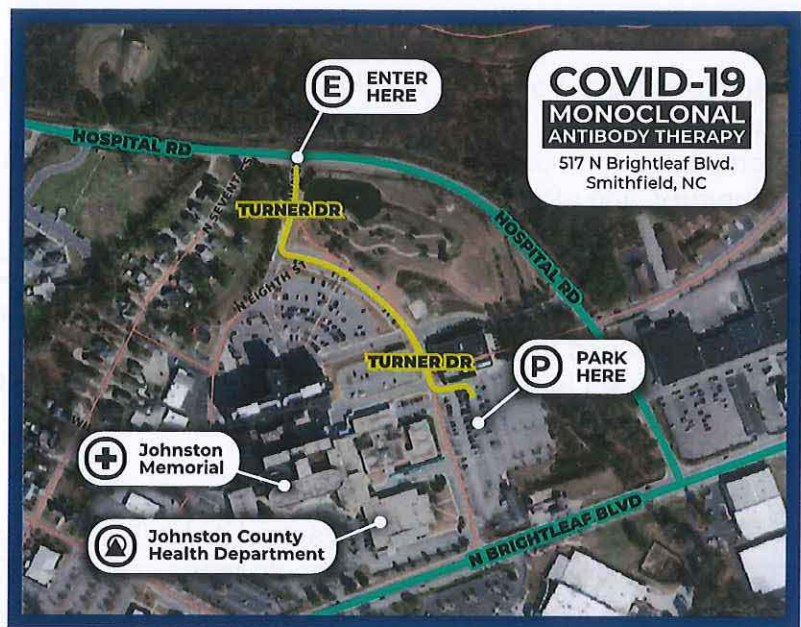 E ENTER
HERE
COVID-19
MONOCLONAL
ANTIBODY THERAPY
517 N Brightleaf Blvd.
Smithfield, NC
HOSPITAL RD
TURNER DR
HOSPITAL RD
N EIGHTH ST
TURNER DR
P PARK
HERE
Johnston
Memorial
Johnston County
Health Department
N BRIGHTLEAF BLVD